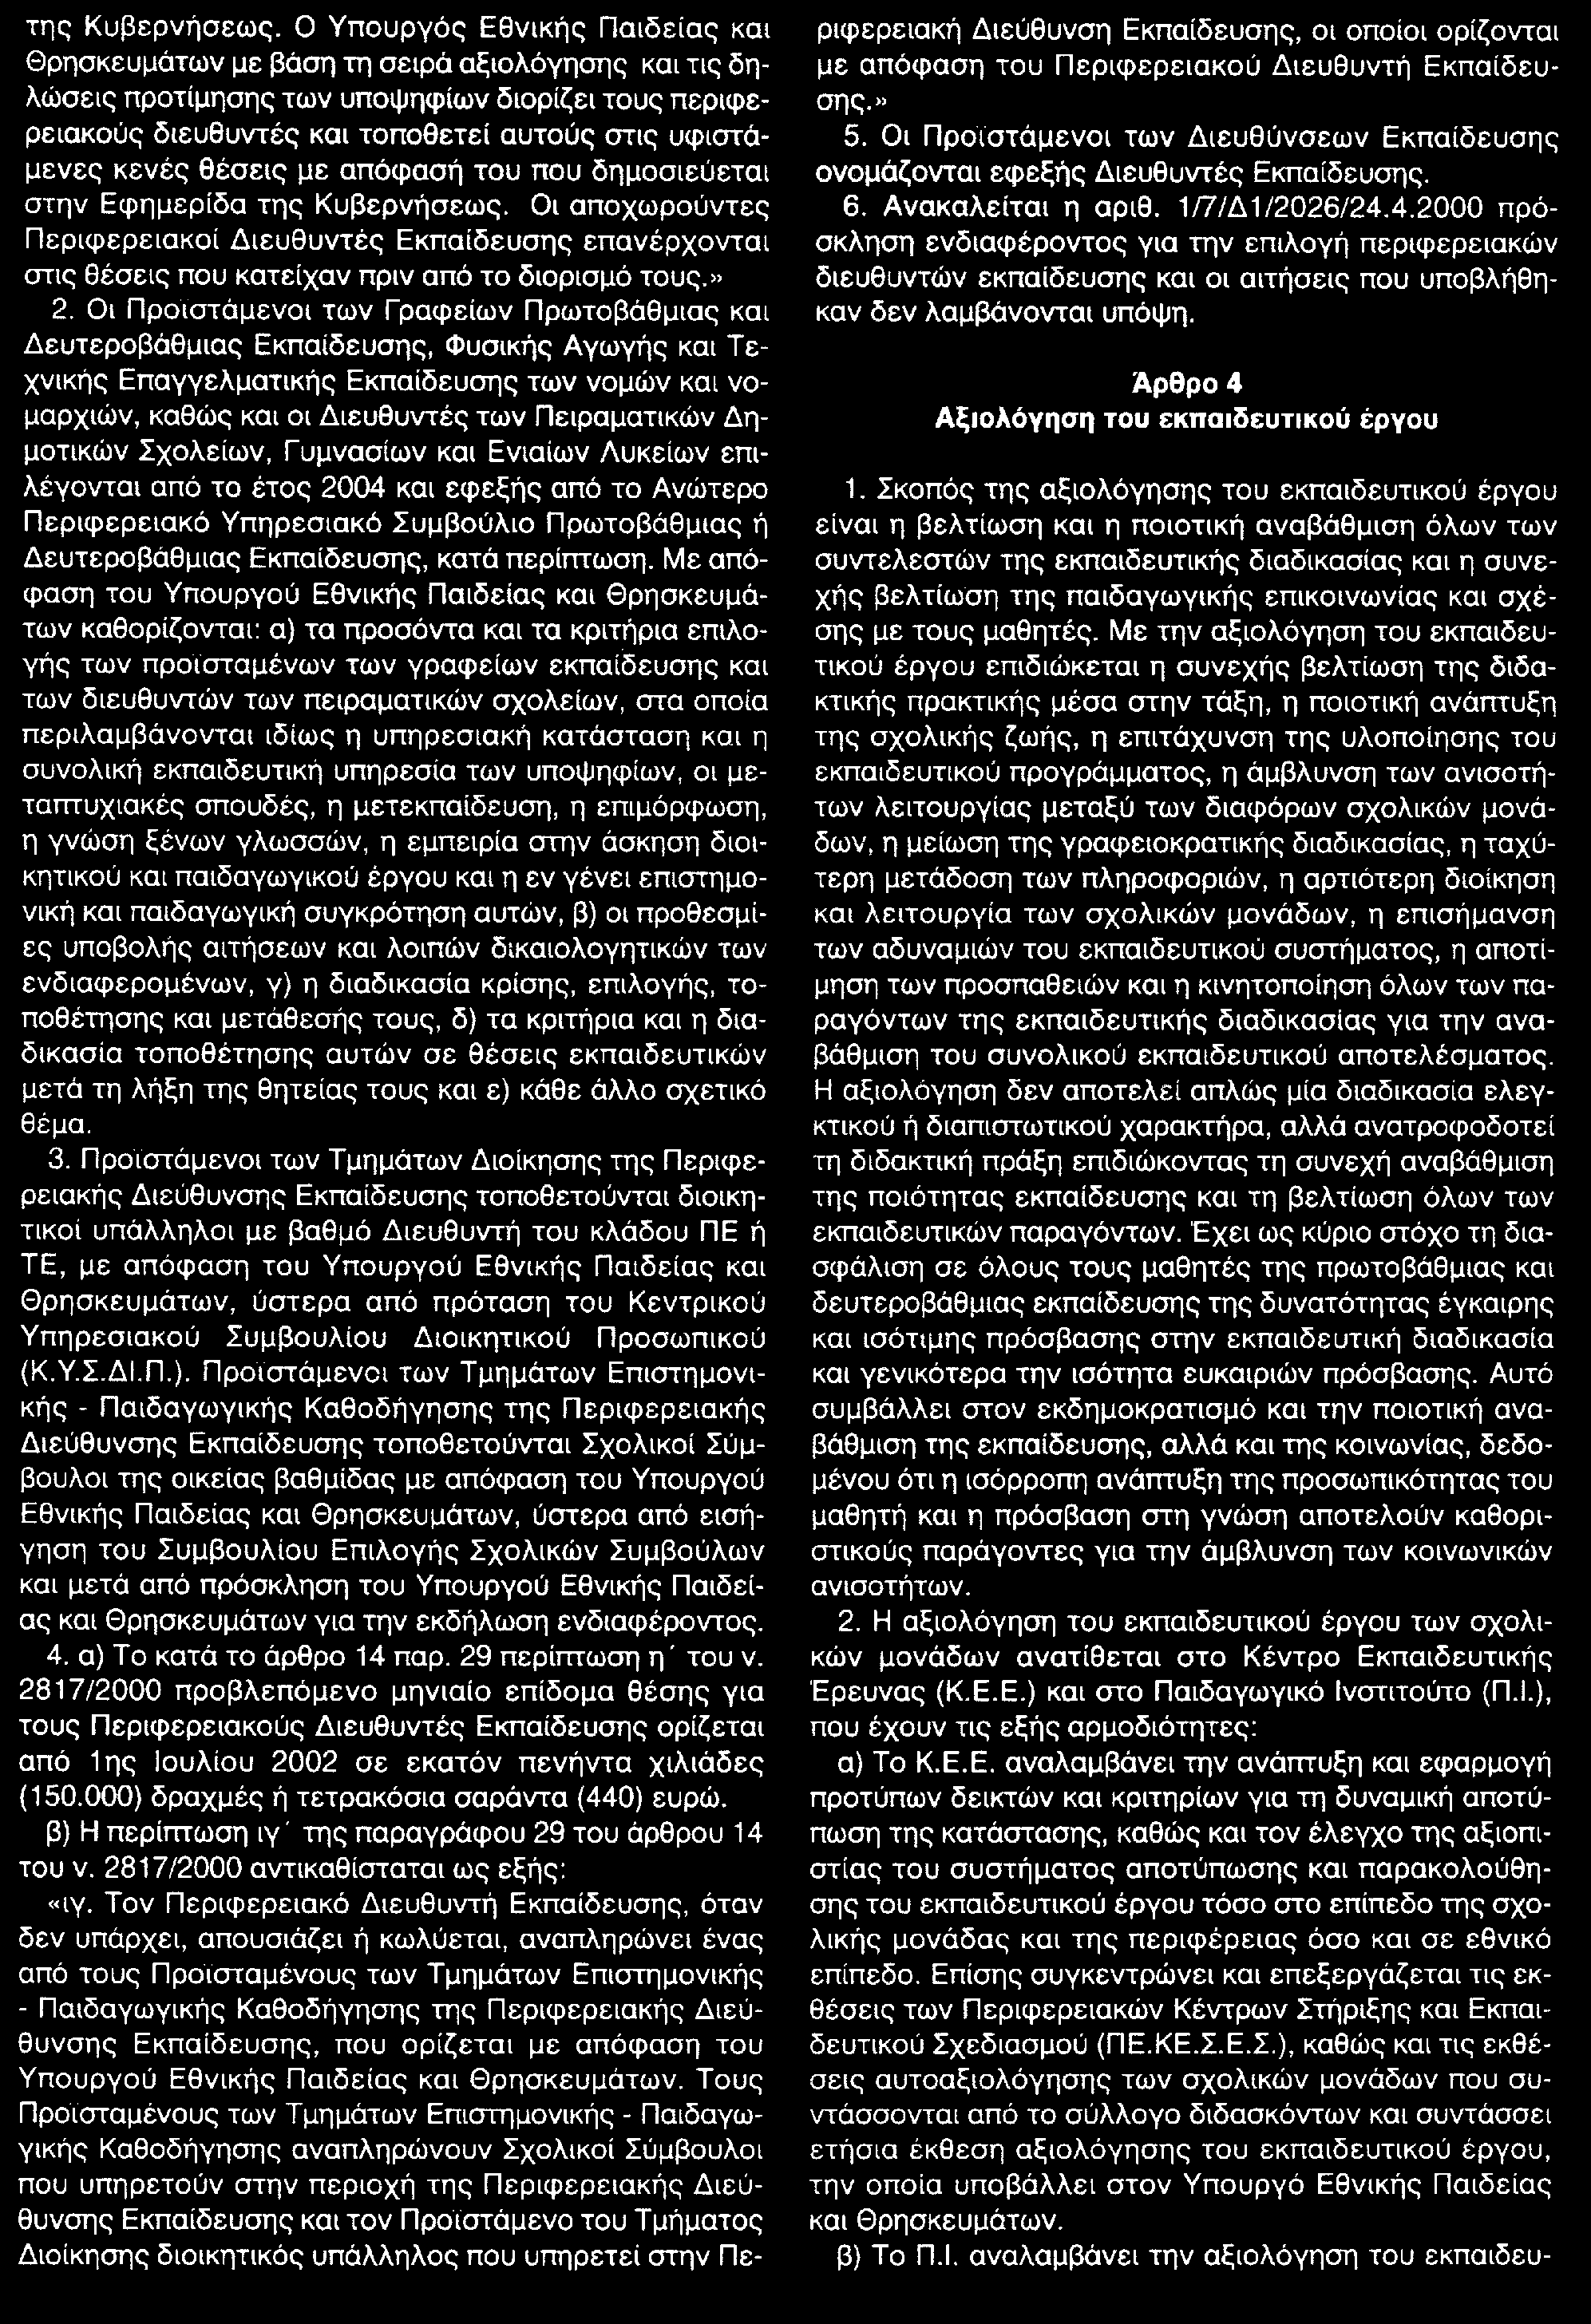 της Κυβερνήσεως. Ο Υπουργός Εθνικής Παιδείας και
Θρησκευμάτων με βάση τη σειρά αξιολόγησης και τις δη-
λώσεις προτίμησης των υποψηφίων διορίζει τους περιφε-
ρειακούς διευθυντές και τοποθετεί αυτούς στις υφιστά-
μενες κενές θέσεις με απόφασή του που δημοσιεύεται
στην Εφημερίδα της Κυβερνήσεως. Οι αποχωρούντες
Περιφερειακοί Διευθυντές Εκπαίδευσης επανέρχονται
στις θέσεις που κατείχαν πριν από το διορισμό τους.»
2. Οι Προϊστάμενοι των Γραφείων Πρωτοβάθμιας και
Δευτεροβάθμιας Εκπαίδευσης, Φυσικής Αγωγής και Τε-
χνικής Επαγγελματικής Εκπαίδευσης των νομών και νο-
μαρχιών, καθώς και οι Διευθυντές των Πειραματικών Δη-
μοτικών Σχολείων, Γυμνασίων και Ενιαίων Λυκείων επι-
λέγονται από το έτος 2004 και εφεξής από το Ανώτερο
Περιφερειακό Υπηρεσιακό Συμβούλιο Πρωτοβάθμιας ή
Δευτεροβάθμιας Εκπαίδευσης, κατά περίπτωση. Με από-
φαση του Υπουργού Εθνικής Παιδείας και Θρησκευμά-
των καθορίζονται: α) τα προσόντα και τα κριτήρια επιλο-
γής των προϊσταμένων των γραφείων εκπαίδευσης και
των διευθυντών των πειραματικών σχολείων, στα οποία
περιλαμβάνονται ιδίως η υπηρεσιακή κατάσταση και η
συνολική εκπαιδευτική υπηρεσία των υποψηφίων, οι με-
ταπτυχιακές σπουδές, η μετεκπαίδευση, η επιμόρφωση,
η γνώση ξένων γλωσσών, η εμπειρία στην άσκηση διοι-
κητικού και παιδαγωγικού έργου και η εν γένει επιστημο-
νική και παιδαγωγική συγκρότηση αυτών, β) οι προθεσμί-
ες υποβολής αιτήσεων και λοιπών δικαιολογητικών των
ενδιαφερομένων, γ) η διαδικασία κρίσης, επιλογής, το-
ποθέτησης και μετάθεσής τους, δ) τα κριτήρια και η δια-
δικασία τοποθέτησης αυτών σε θέσεις εκπαιδευτικών
μετά τη λήξη της θητείας τους και ε) κάθε άλλο σχετικό
θέμα.
3. Προϊστάμενοι των Τμημάτων Διοίκησης της Περιφε-
ρειακής Διεύθυνσης Εκπαίδευσης τοποθετούνται διοικη-
τικοί υπάλληλοι με βαθμό Διευθυντή του κλάδου ΠΕ ή
ΤΕ, με απόφαση του Υπουργού Εθνικής Παιδείας και
Θρησκευμάτων, ύστερα από πρόταση του Κεντρικού
Υπηρεσιακού Συμβουλίου Διοικητικού Προσωπικού
(Κ.Υ.Σ.ΔΙ.Π.). Προϊστάμενοι των Τμημάτων Επιστημονι-
κής - Παιδαγωγικής Καθοδήγησης της Περιφερειακής
Διεύθυνσης Εκπαίδευσης τοποθετούνται Σχολικοί Σύμ-
βουλοι της οικείας βαθμίδας με απόφαση του Υπουργού
Εθνικής Παιδείας και Θρησκευμάτων, ύστερα από εισή-
γηση του Συμβουλίου Επιλογής Σχολικών Συμβούλων
και μετά από πρόσκληση του Υπουργού Εθνικής Παιδεί-
ας και Θρησκευμάτων για την εκδήλωση ενδιαφέροντος.
4. α) Το κατά το άρθρο 14 παρ. 29 περίπτωση η΄ του ν.
2817/2000 προβλεπόμενο μηνιαίο επίδομα θέσης για
τους Περιφερειακούς Διευθυντές Εκπαίδευσης ορίζεται
από 1ης Ιουλίου 2002 σε εκατόν πενήντα χιλιάδες
(150.000) δραχμές ή τετρακόσια σαράντα (440) ευρώ.
β) Η περίπτωση ιγ΄ της παραγράφου 29 του άρθρου 14
του ν. 2817/2000 αντικαθίσταται ως εξής:
«ιγ. Τον Περιφερειακό Διευθυντή Εκπαίδευσης, όταν
δεν υπάρχει, απουσιάζει ή κωλύεται, αναπληρώνει ένας
από τους Προϊσταμένους των Τμημάτων Επιστημονικής
- Παιδαγωγικής Καθοδήγησης της Περιφερειακής Διεύ-
θυνσης Εκπαίδευσης, που ορίζεται με απόφαση του
Υπουργού Εθνικής Παιδείας και Θρησκευμάτων. Τους
Προϊσταμένους των Τμημάτων Επιστημονικής - Παιδαγω-
γικής Καθοδήγησης αναπληρώνουν Σχολικοί Σύμβουλοι
που υπηρετούν στην περιοχή της Περιφερειακής Διεύ-
θυνσης Εκπαίδευσης και τον Προϊστάμενο του Τμήματος
Διοίκησης διοικητικός υπάλληλος που υπηρετεί στην Πε-
ριφερειακή Διεύθυνση Εκπαίδευσης, οι οποίοι ορίζονται
με απόφαση του Περιφερειακού Διευθυντή Εκπαίδευ-
σης.»
5. Οι Προϊστάμενοι των Διευθύνσεων Εκπαίδευσης
ονομάζονται εφεξής Διευθυντές Εκπαίδευσης.
6. Ανακαλείται η αριθ. 1/7/Δ1/2026/24.4.2000 πρό-
σκληση ενδιαφέροντος για την επιλογή περιφερειακών
διευθυντών εκπαίδευσης και οι αιτήσεις που υποβλήθη-
καν δεν λαμβάνονται υπόψη.
Άρθρο 4
Αξιολόγηση του εκπαιδευτικού έργου
1. Σκοπός της αξιολόγησης του εκπαιδευτικού έργου
είναι η βελτίωση και η ποιοτική αναβάθμιση όλων των
συντελεστών της εκπαιδευτικής διαδικασίας και η συνε-
χής βελτίωση της παιδαγωγικής επικοινωνίας και σχέ-
σης με τους μαθητές. Με την αξιολόγηση του εκπαιδευ-
τικού έργου επιδιώκεται η συνεχής βελτίωση της διδα-
κτικής πρακτικής μέσα στην τάξη, η ποιοτική ανάπτυξη
της σχολικής ζωής, η επιτάχυνση της υλοποίησης του
εκπαιδευτικού προγράμματος, η άμβλυνση των ανισοτή-
των λειτουργίας μεταξύ των διαφόρων σχολικών μονά-
δων, η μείωση της γραφειοκρατικής διαδικασίας, η ταχύ-
τερη μετάδοση των πληροφοριών, η αρτιότερη διοίκηση
και λειτουργία των σχολικών μονάδων, η επισήμανση
των αδυναμιών του εκπαιδευτικού συστήματος, η αποτί-
μηση των προσπαθειών και η κινητοποίηση όλων των πα-
ραγόντων της εκπαιδευτικής διαδικασίας για την ανα-
βάθμιση του συνολικού εκπαιδευτικού αποτελέσματος.
Η αξιολόγηση δεν αποτελεί απλώς μία διαδικασία ελεγ-
κτικού ή διαπιστωτικού χαρακτήρα, αλλά ανατροφοδοτεί
τη διδακτική πράξη επιδιώκοντας τη συνεχή αναβάθμιση
της ποιότητας εκπαίδευσης και τη βελτίωση όλων των
εκπαιδευτικών παραγόντων. Έχει ως κύριο στόχο τη δια-
σφάλιση σε όλους τους μαθητές της πρωτοβάθμιας και
δευτεροβάθμιας εκπαίδευσης της δυνατότητας έγκαιρης
και ισότιμης πρόσβασης στην εκπαιδευτική διαδικασία
και γενικότερα την ισότητα ευκαιριών πρόσβασης. Αυτό
συμβάλλει στον εκδημοκρατισμό και την ποιοτική ανα-
βάθμιση της εκπαίδευσης, αλλά και της κοινωνίας, δεδο-
μένου ότι η ισόρροπη ανάπτυξη της προσωπικότητας του
μαθητή και η πρόσβαση στη γνώση αποτελούν καθορι-
στικούς παράγοντες για την άμβλυνση των κοινωνικών
ανισοτήτων.
2. Η αξιολόγηση του εκπαιδευτικού έργου των σχολι-
κών μονάδων ανατίθεται στο Κέντρο Εκπαιδευτικής
Έρευνας (Κ.Ε.Ε.) και στο Παιδαγωγικό Ινστιτούτο (Π.Ι.),
που έχουν τις εξής αρμοδιότητες:
α) Το Κ.Ε.Ε. αναλαμβάνει την ανάπτυξη και εφαρμογή
προτύπων δεικτών και κριτηρίων για τη δυναμική αποτύ-
πωση της κατάστασης, καθώς και τον έλεγχο της αξιοπι-
στίας του συστήματος αποτύπωσης και παρακολούθη-
σης του εκπαιδευτικού έργου τόσο στο επίπεδο της σχο-
λικής μονάδας και της περιφέρειας όσο και σε εθνικό
επίπεδο. Επίσης συγκεντρώνει και επεξεργάζεται τις εκ-
θέσεις των Περιφερειακών Κέντρων Στήριξης και Εκπαι-
δευτικού Σχεδιασμού (ΠΕ.ΚΕ.Σ.Ε.Σ.), καθώς και τις εκθέ-
σεις αυτοαξιολόγησης των σχολικών μονάδων που συ-
ντάσσονται από το σύλλογο διδασκόντων και συντάσσει
ετήσια έκθεση αξιολόγησης του εκπαιδευτικού έργου,
την οποία υποβάλλει στον Υπουργό Εθνικής Παιδείας
και Θρησκευμάτων.
β) Το Π.Ι. αναλαμβάνει την αξιολόγηση του εκπαιδευ-